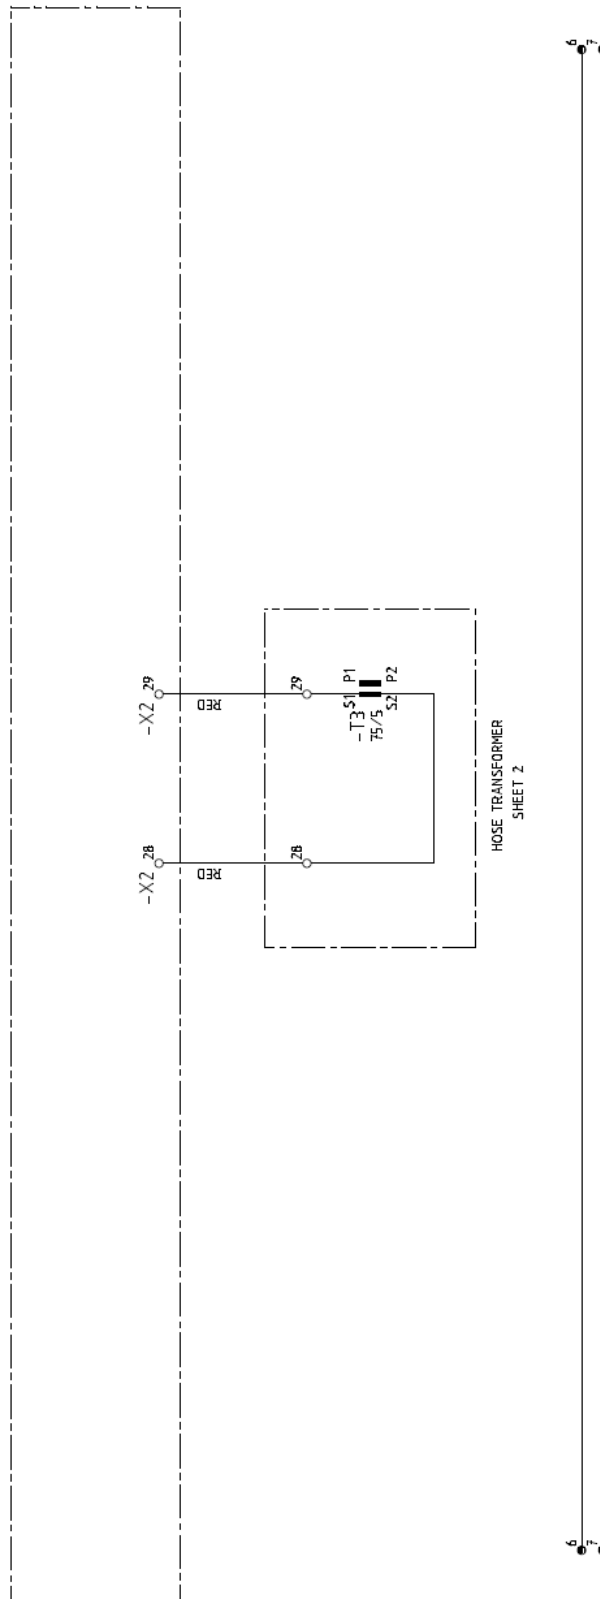 6
7
-X2 29
RED
29
S1 P1
-T3
75/5
S2 P2
HOSE TRANSFORMER
SHEET 2
-X2 28
RED
28
6
7